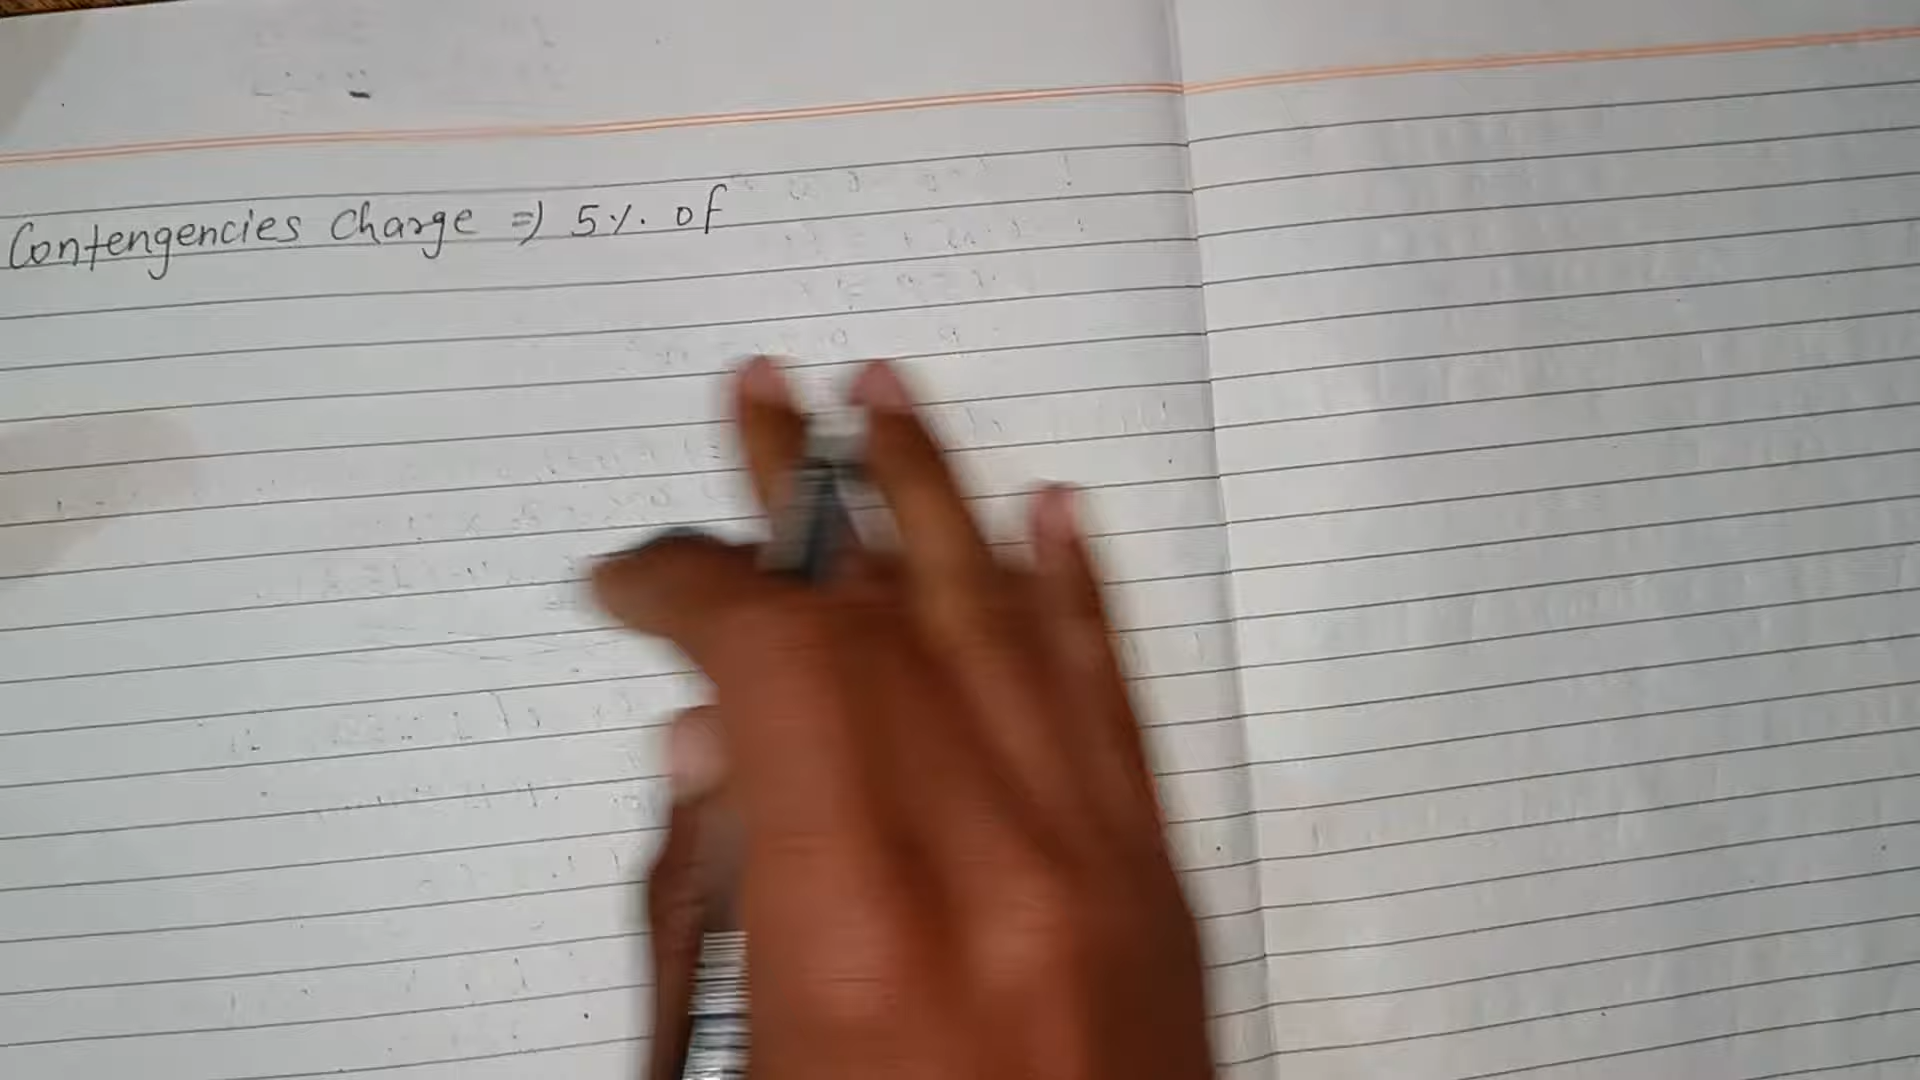 Contengencies Charge => 5%. of